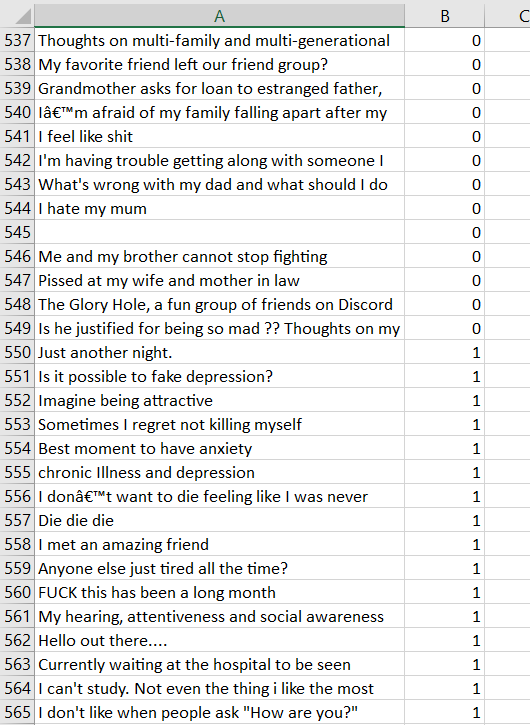 A B C
537 Thoughts on multi-family and multi-generational 0
538 My favorite friend left our friend group? 0
539 Grandmother asks for loan to estranged father, 0
540 Iâ€™m afraid of my family falling apart after my 0
541 I feel like shit 0
542 I'm having trouble getting along with someone I 0
543 What's wrong with my dad and what should I do 0
544 I hate my mum 0
545 0
546 Me and my brother cannot stop fighting 0
547 Pissed at my wife and mother in law 0
548 The Glory Hole, a fun group of friends on Discord 0
549 Is he justified for being so mad ?? Thoughts on my 0
550 Just another night. 1
551 Is it possible to fake depression? 1
552 Imagine being attractive 1
553 Sometimes I regret not killing myself 1
554 Best moment to have anxiety 1
555 chronic Illness and depression 1
556 I donâ€™t want to die feeling like I was never 1
557 Die die die 1
558 I met an amazing friend 1
559 Anyone else just tired all the time? 1
560 FUCK this has been a long month 1
561 My hearing, attentiveness and social awareness 1
562 Hello out there.... 1
563 Currently waiting at the hospital to be seen 1
564 I can't study. Not even the thing i like the most 1
565 I don't like when people ask "How are you?" 1